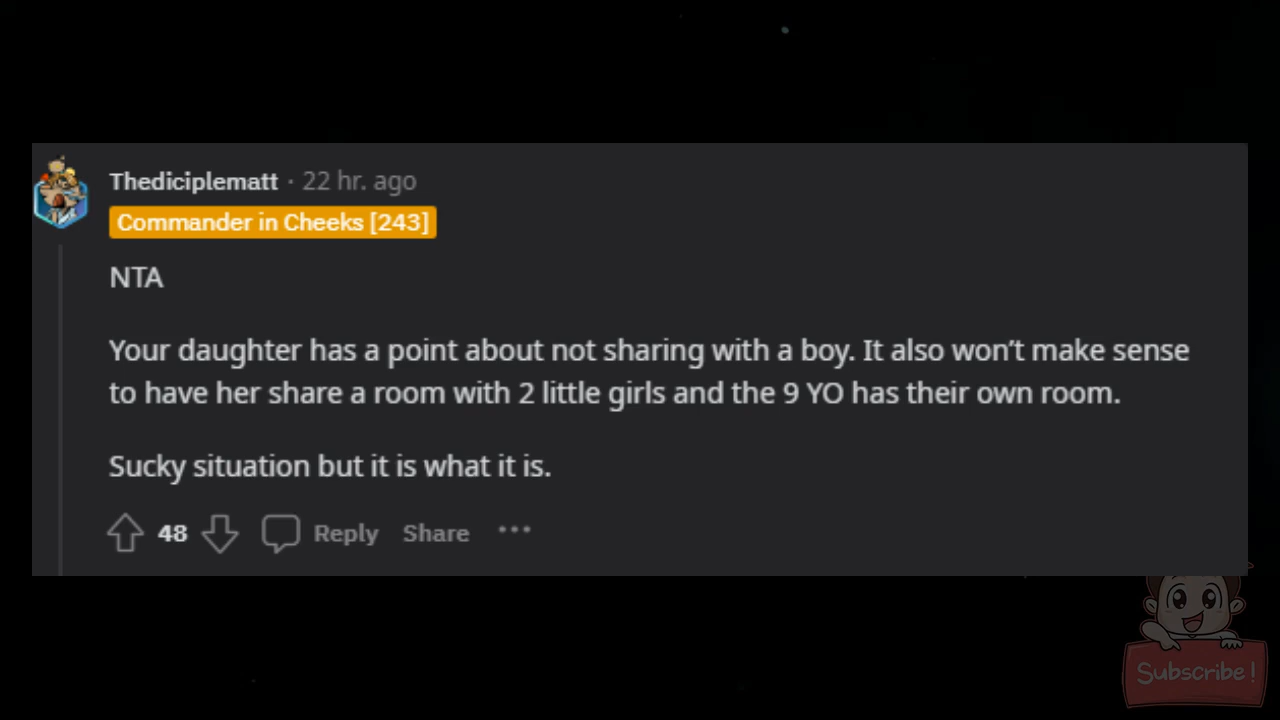 Thediciplematt · 22 hr. ago
Commander in Cheeks [243]
NTA
Your daughter has a point about not sharing with a boy. It also won’t make sense
to have her share a room with 2 little girls and the 9 YO has their own room.
Sucky situation but it is what it is.
48 Reply Share ···
Subscribe!